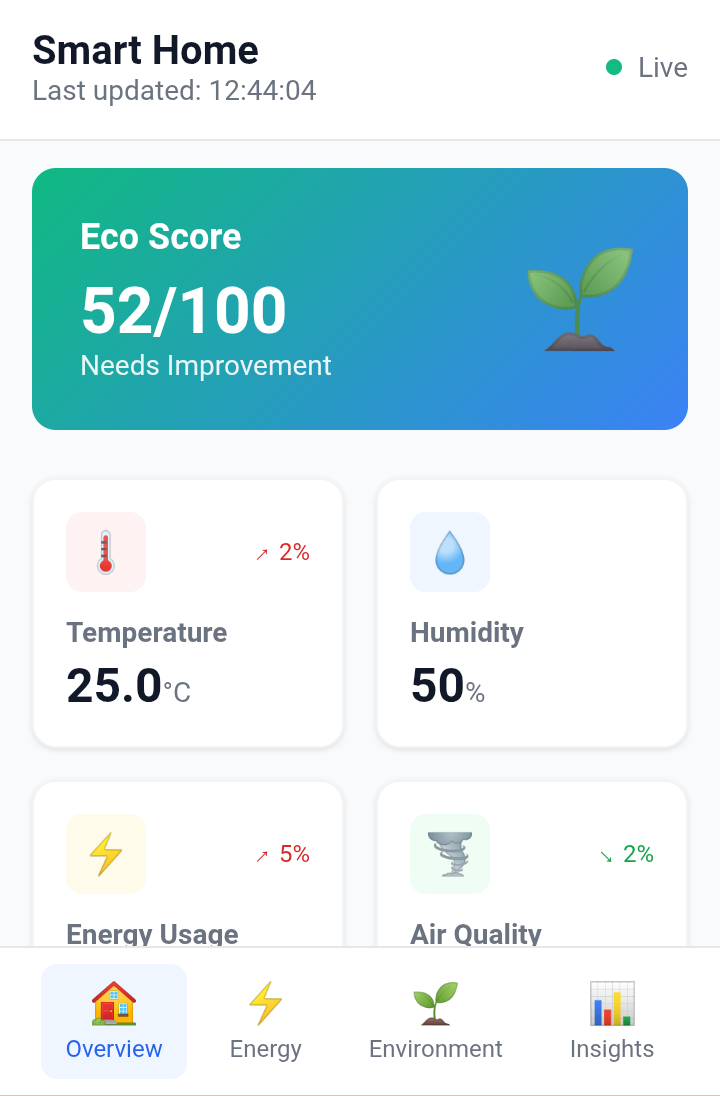 Smart Home
Last updated: 12:44:04
Live
Eco Score
52/100
Needs Improvement
↗ 2%
Temperature
25.0°C
Humidity
50%
↗ 5%
Energy Usage
↘ 2%
Air Quality
Overview
Energy
Environment
Insights